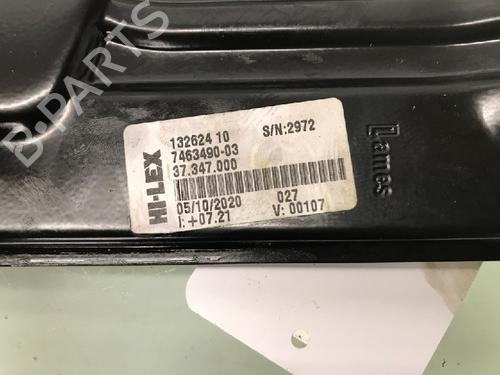 B-PARTS
HI-LEX
132624 10 S/N:2972
7463490-03
37.347.000
05/10/2020 027
I:+07.21 V: 00107
Lames